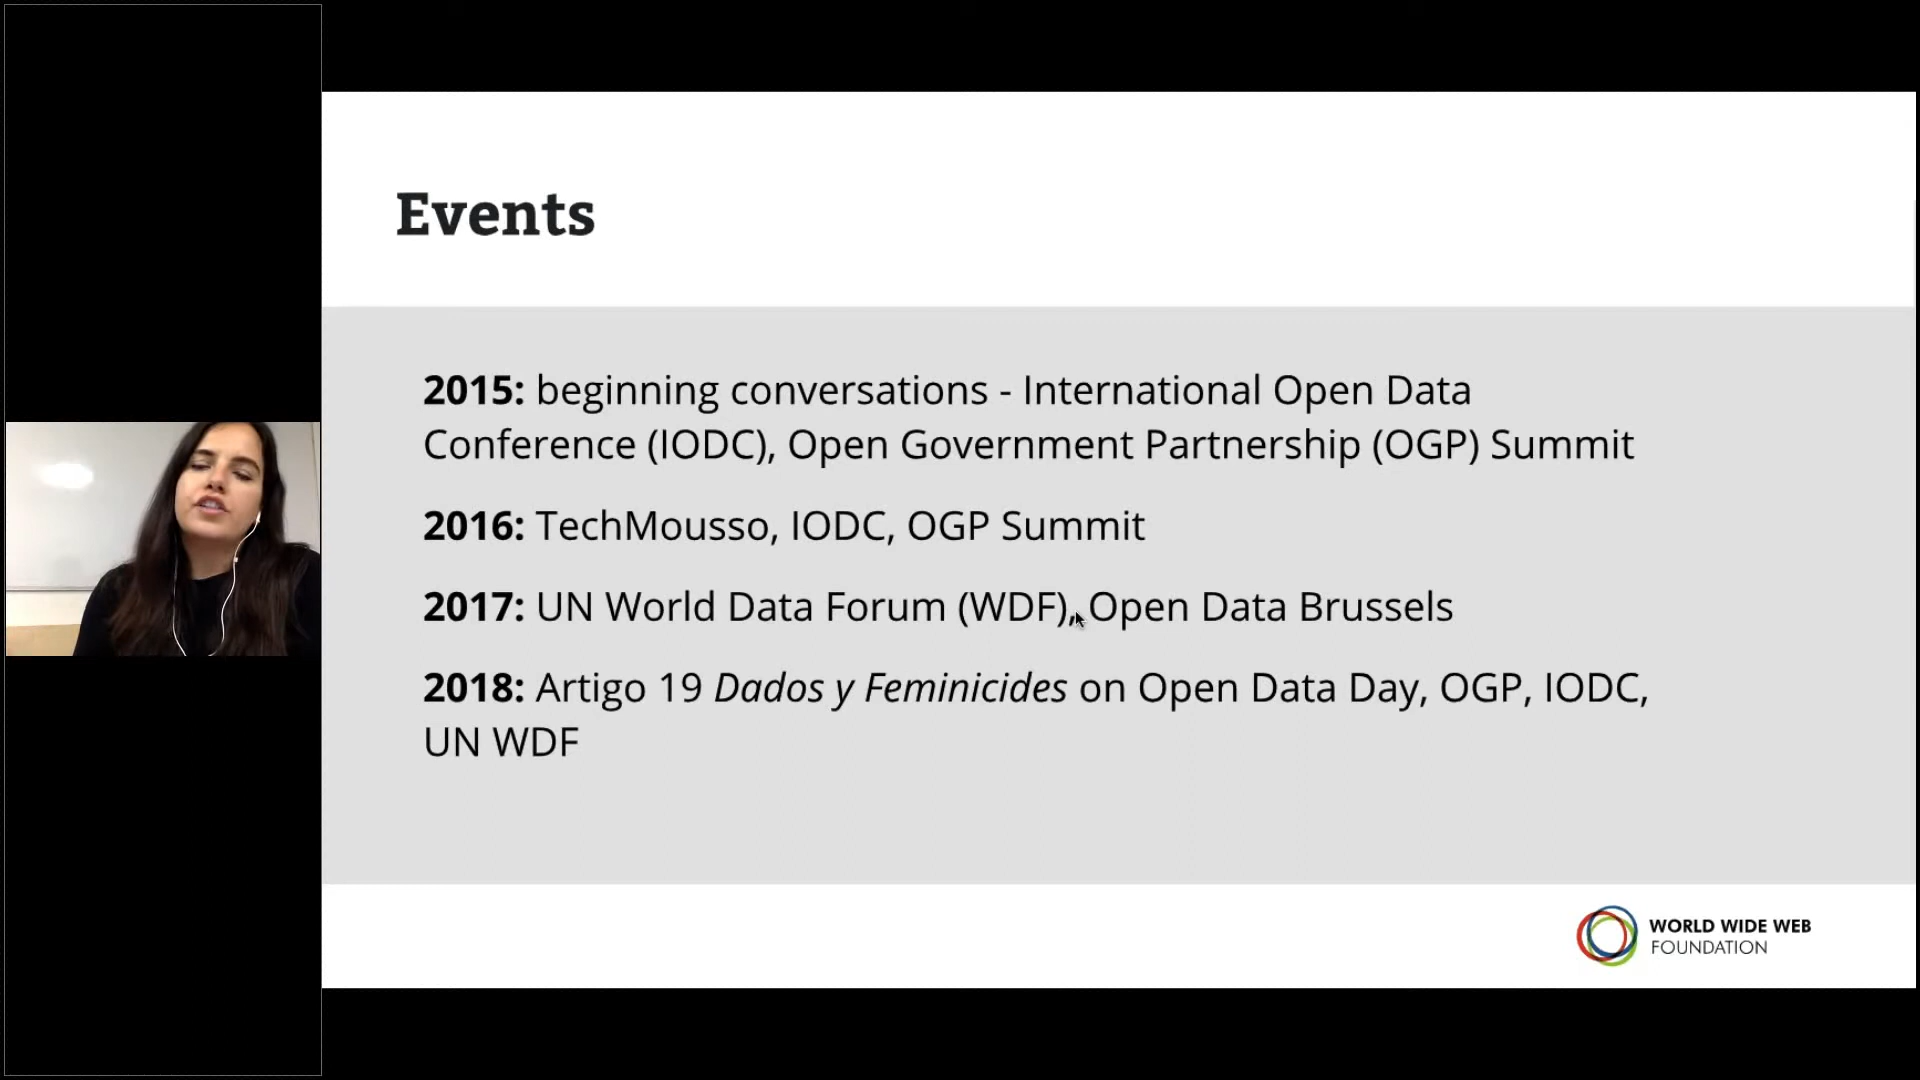 Events
2015: beginning conversations - International Open Data
Conference (IODC), Open Government Partnership (OGP) Summit
2016: TechMousso, IODC, OGP Summit
2017: UN World Data Forum (WDF), Open Data Brussels
2018: Artigo 19 Dados y Feminicides on Open Data Day, OGP, IODC,
UN WDF
WORLD WIDE WEB
FOUNDATION